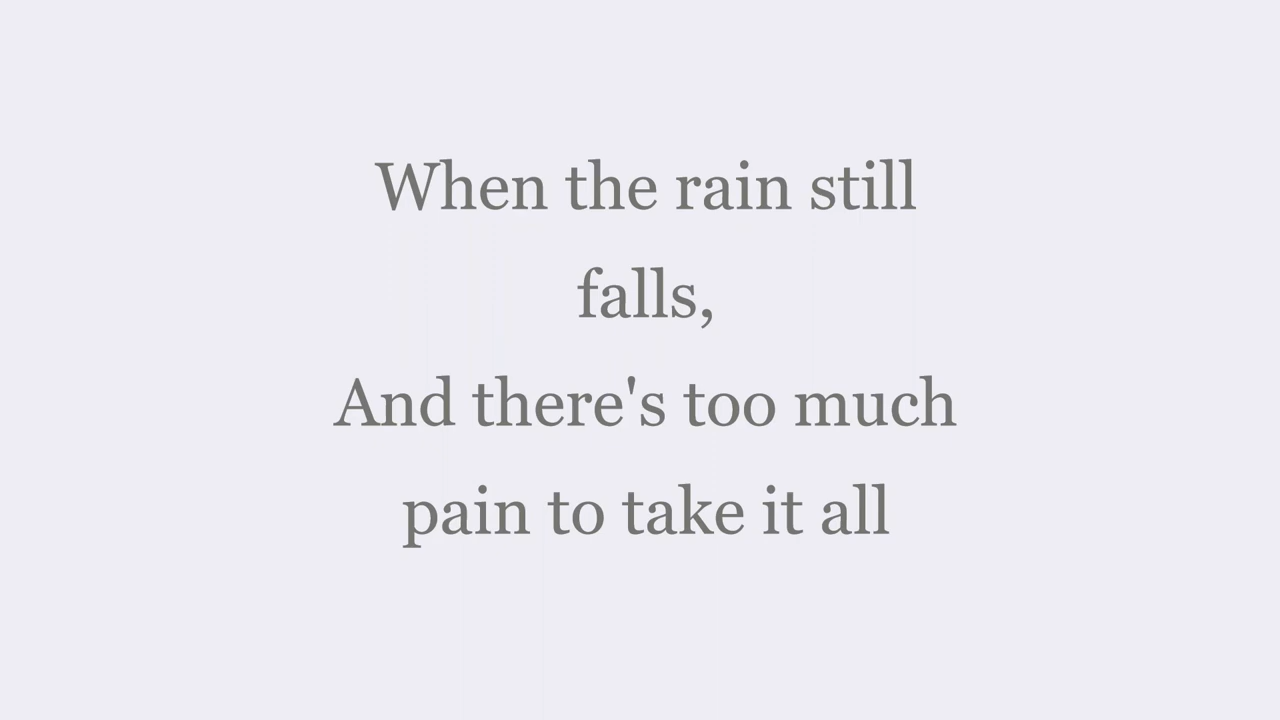 When the rain still
falls,
And there's too much
pain to take it all